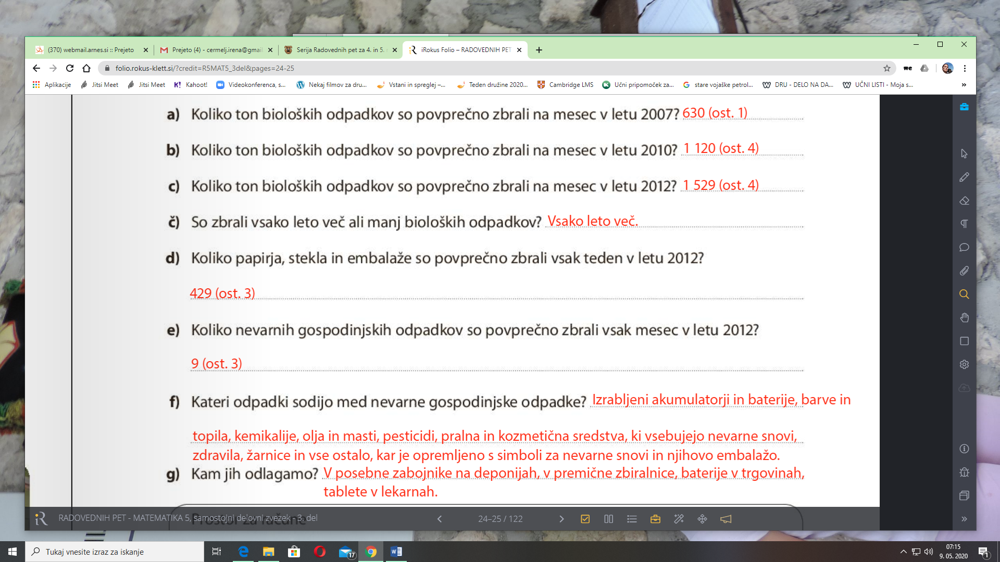 (370) webmail.arnes.si :: Prejeto
Prejeto (4) - cermelj.irena@gmai
Serija Radovednih pet za 4. in 5.
iRokus Folio – RADOVEDNIH PET
folio.rokus-klett.si/?credit=R5MAT5_3del&pages=24-25
Aplikacije
Jitsi Meet
Jitsi Meet
Kahoot!
Videokonferenca, s...
Nekaj filmov za dru...
Vstani in spreglej –...
Teden družine 2020...
Cambridge LMS
Učni pripomoček za...
stare vojaške petrol...
DRU - DELO NA DA...
UČNI LISTI - Moja s...
a) Koliko ton bioloških odpadkov so povprečno zbrali na mesec v letu 2007? 630 (ost. 1)
b) Koliko ton bioloških odpadkov so povprečno zbrali na mesec v letu 2010? 1 120 (ost. 4)
c) Koliko ton bioloških odpadkov so povprečno zbrali na mesec v letu 2012? 1 529 (ost. 4)
č) So zbrali vsako leto več ali manj bioloških odpadkov? Vsako leto več.
d) Koliko papirja, stekla in embalaže so povprečno zbrali vsak teden v letu 2012?
429 (ost. 3)
e) Koliko nevarnih gospodinjskih odpadkov so povprečno zbrali vsak mesec v letu 2012?
9 (ost. 3)
f) Kateri odpadki sodijo med nevarne gospodinjske odpadke? Izrabljeni akumulatorji in baterije, barve in
topila, kemikalije, olja in masti, pesticidi, pralna in kozmetična sredstva, ki vsebujejo nevarne snovi,
zdravila, žarnice in vse ostalo, kar je opremljeno s simboli za nevarne snovi in njihovo embalažo.
g) Kam jih odlagamo? V posebne zabojnike na deponijah, v premične zbiralnice, baterije v trgovinah,
tablete v lekarnah.
Prostor za račune
RADOVEDNIH PET - MATEMATIKA 5, samostojni delovni zvezek - 3. del
24–25 / 122
Tukaj vnesite izraz za iskanje
17
07:15
9. 05. 2020
1